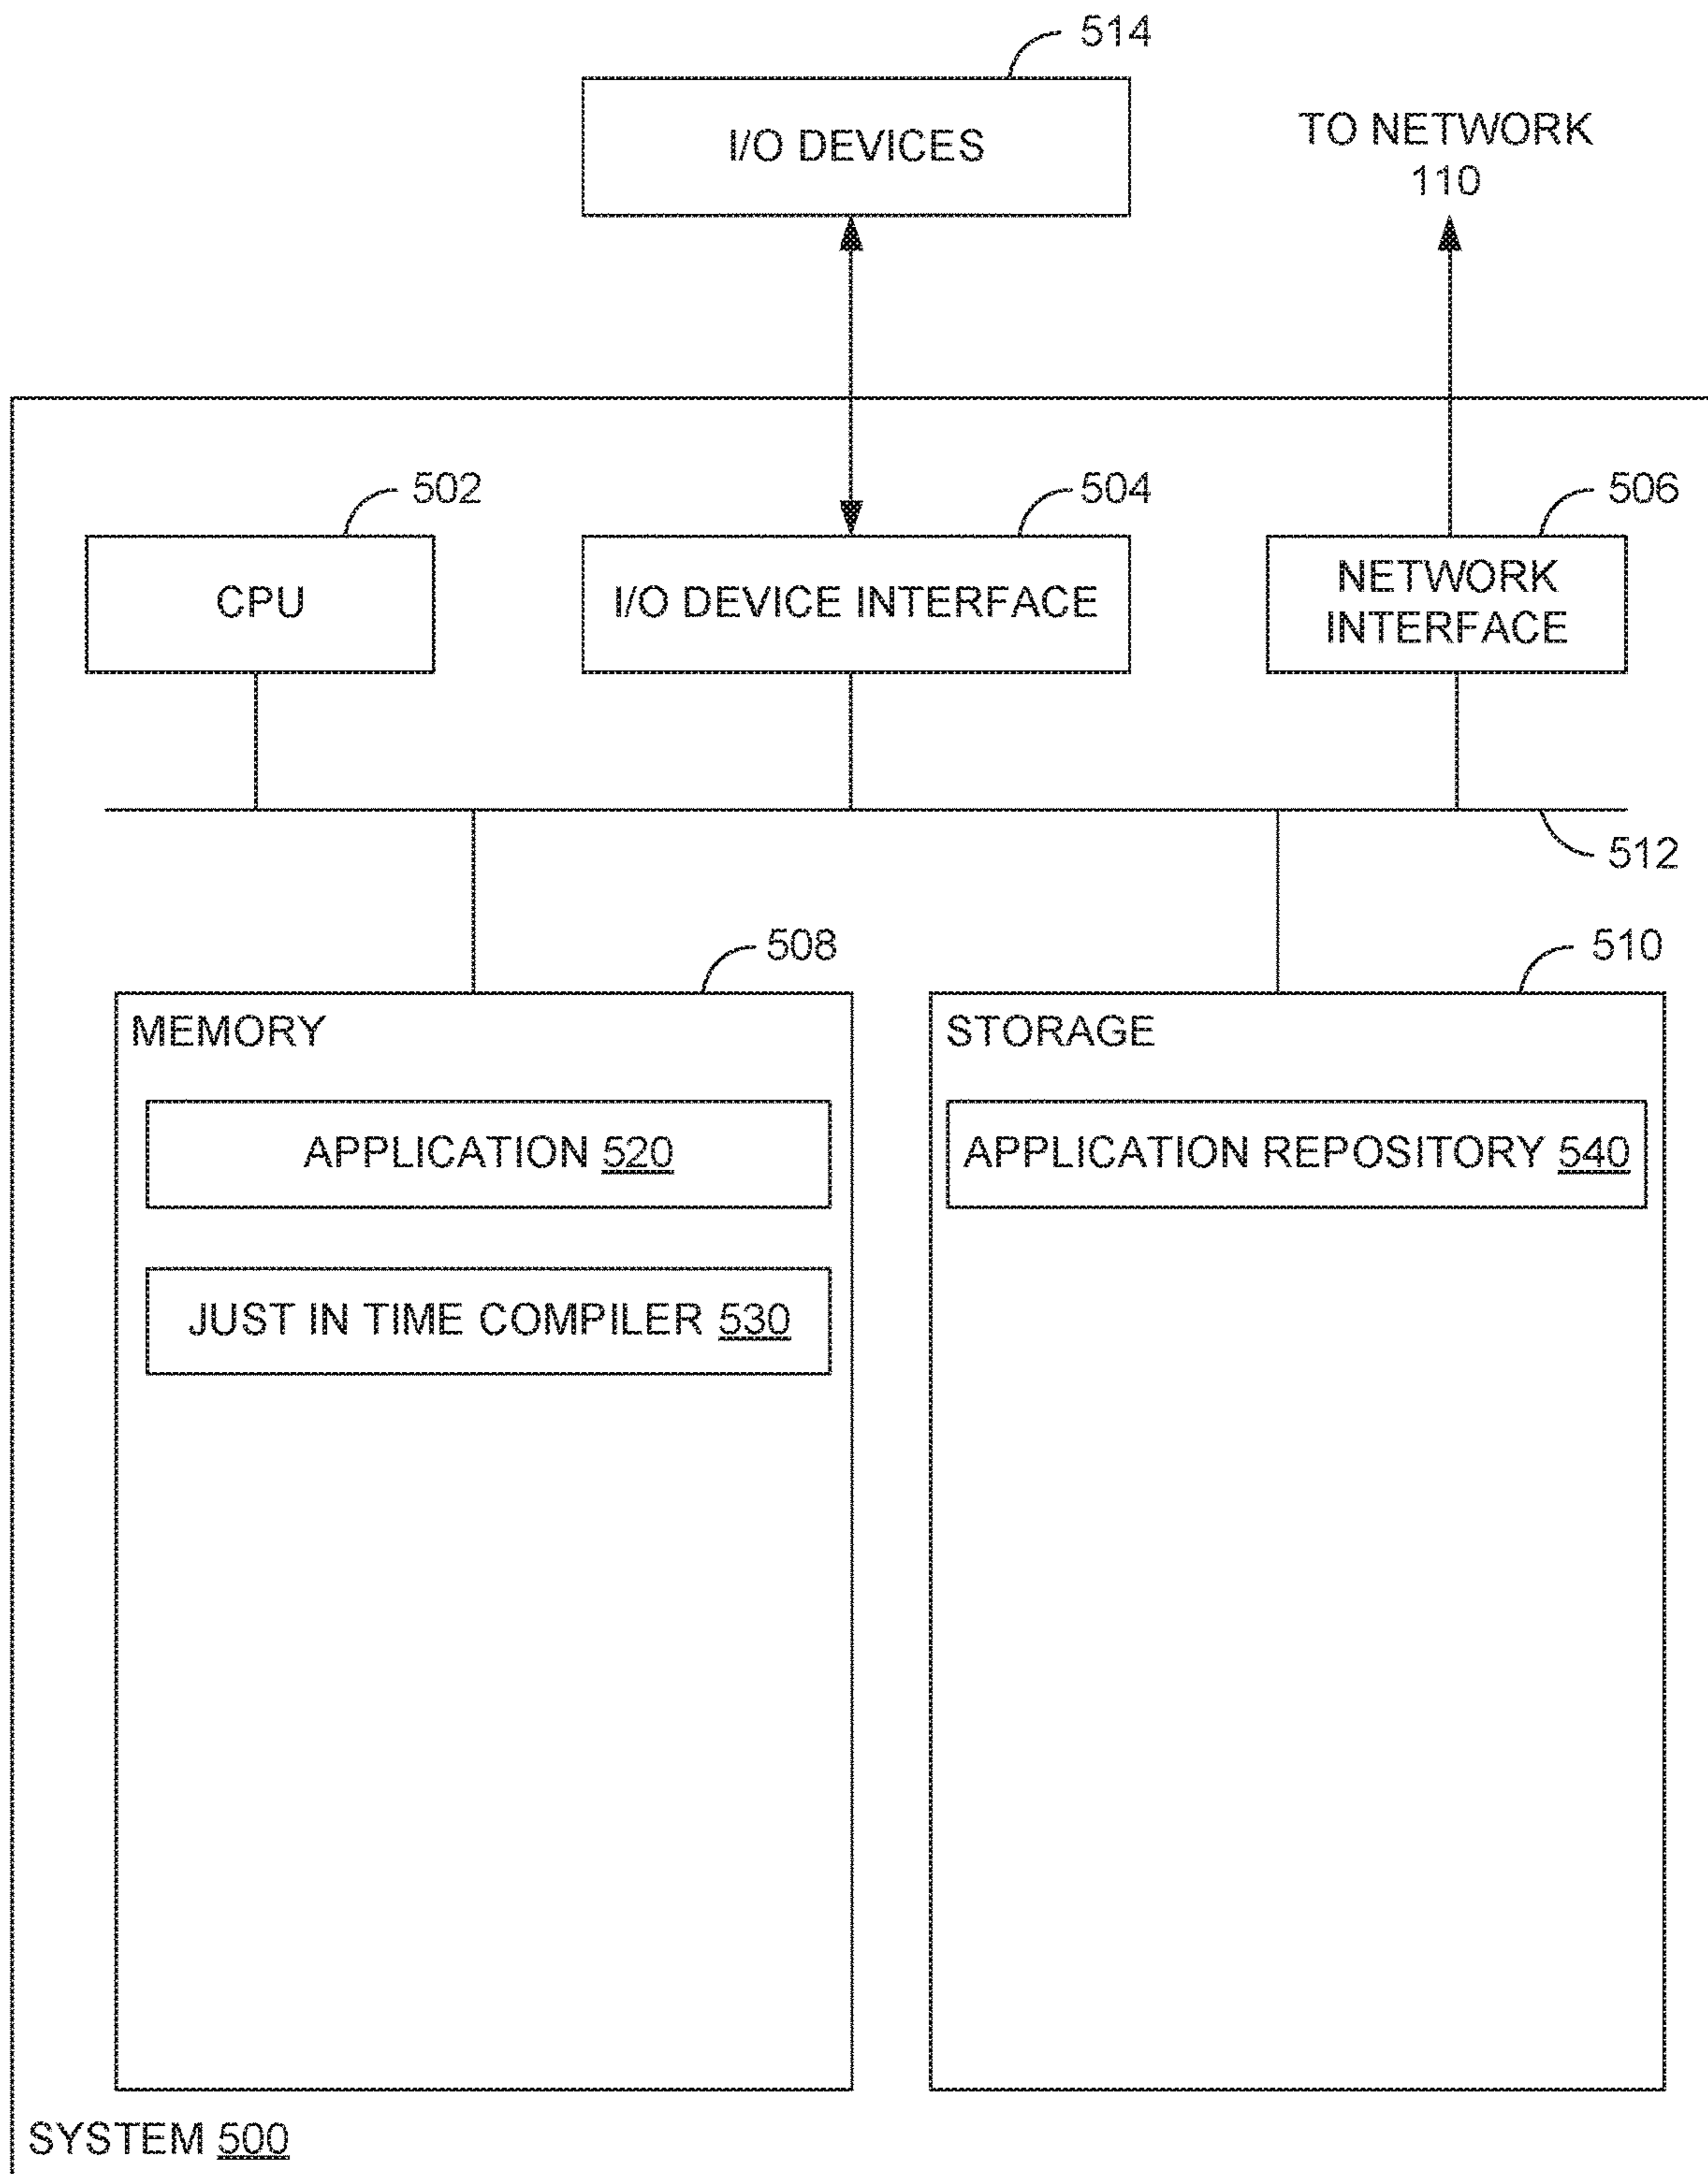 514
I/O DEVICES
TO NETWORK
110
502
504
506
CPU
I/O DEVICE INTERFACE
NETWORK
INTERFACE
512
508
510
MEMORY
STORAGE
APPLICATION 520
APPLICATION REPOSITORY 540
JUST IN TIME COMPILER 530
SYSTEM 500